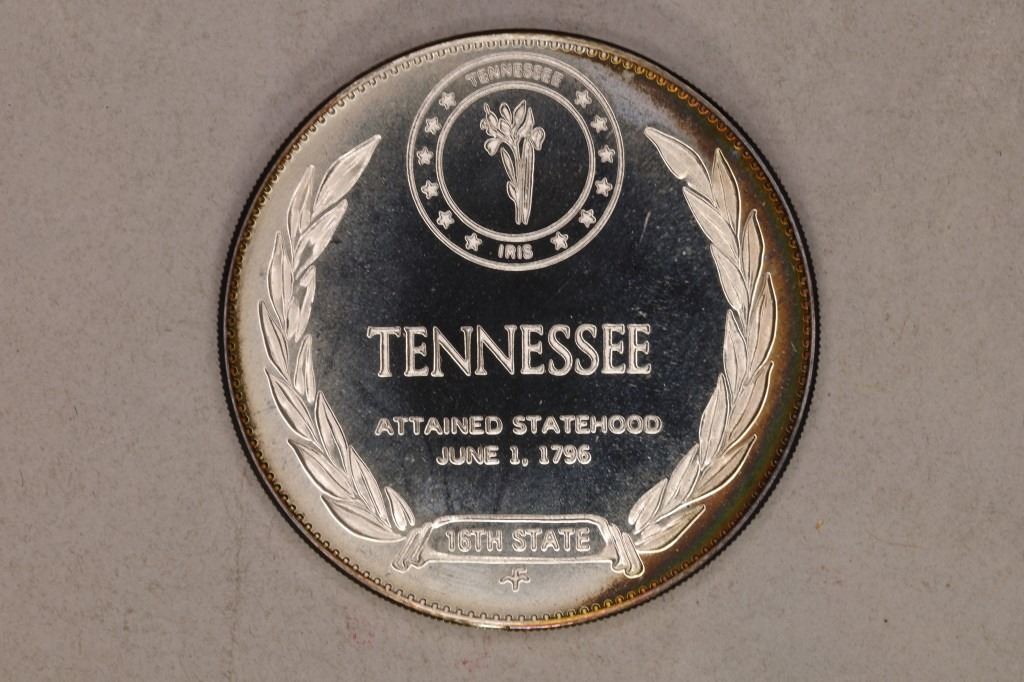 TENNESSEE
IRIS
TENNESSEE
ATTAINED STATEHOOD
JUNE 1, 1796
16TH STATE